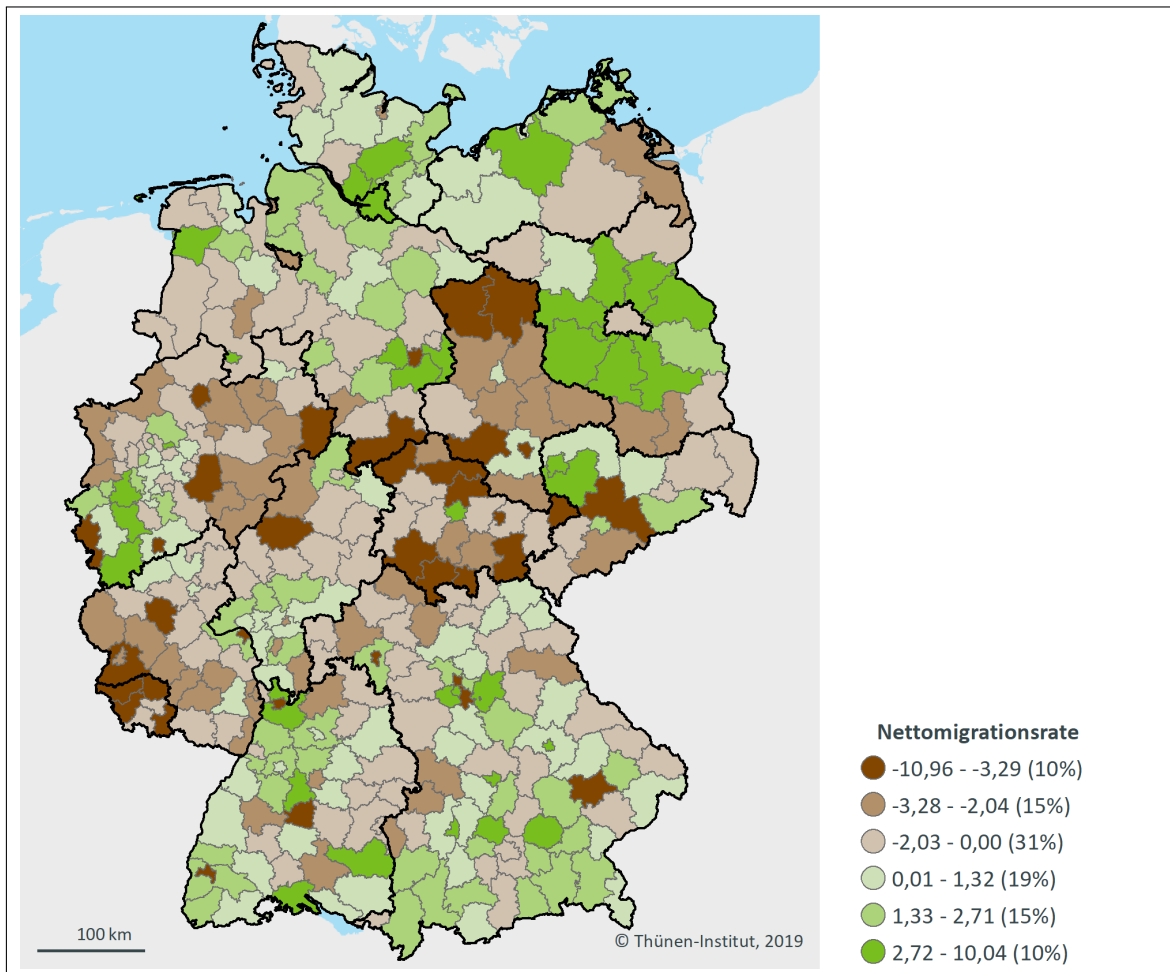 Nettomigrationsrate
-10,96 - -3,29 (10%)
-3,28 - -2,04 (15%)
-2,03 - 0,00 (31%)
0,01 - 1,32 (19%)
1,33 - 2,71 (15%)
2,72 - 10,04 (10%)
100 km
© Thünen-Institut, 2019